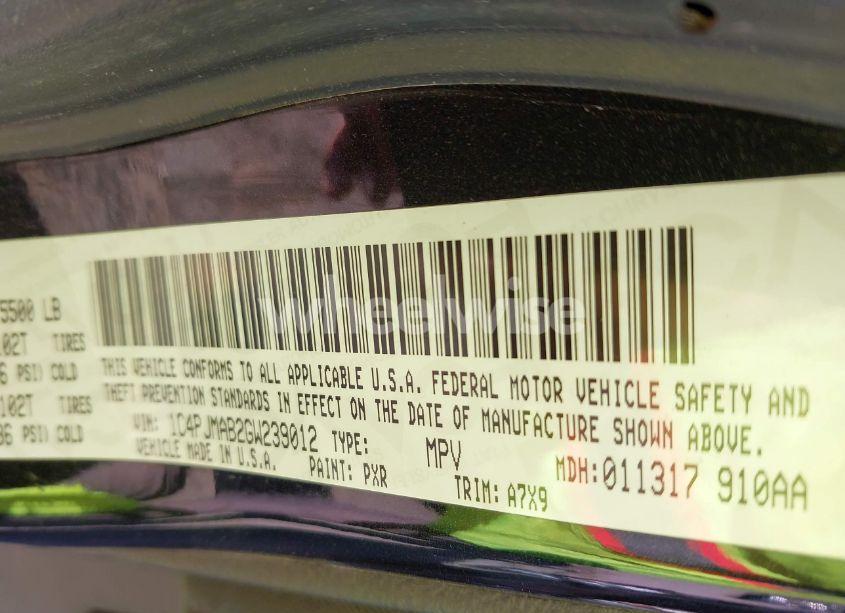 5500 LB
102T TIRES
PSI) COLD
102T TIRES
36 PSI) COLD
wheelwise
THIS VEHICLE CONFORMS TO ALL APPLICABLE U.S.A. FEDERAL MOTOR VEHICLE SAFETY AND
THEFT PREVENTION STANDARDS IN EFFECT ON THE DATE OF MANUFACTURE SHOWN ABOVE.
VIN: 1C4PJMAB2GW239012 TYPE: MPV MDH:011317 910AA
VEHICLE MADE IN U.S.A. PAINT: PXR TRIM: A7X9